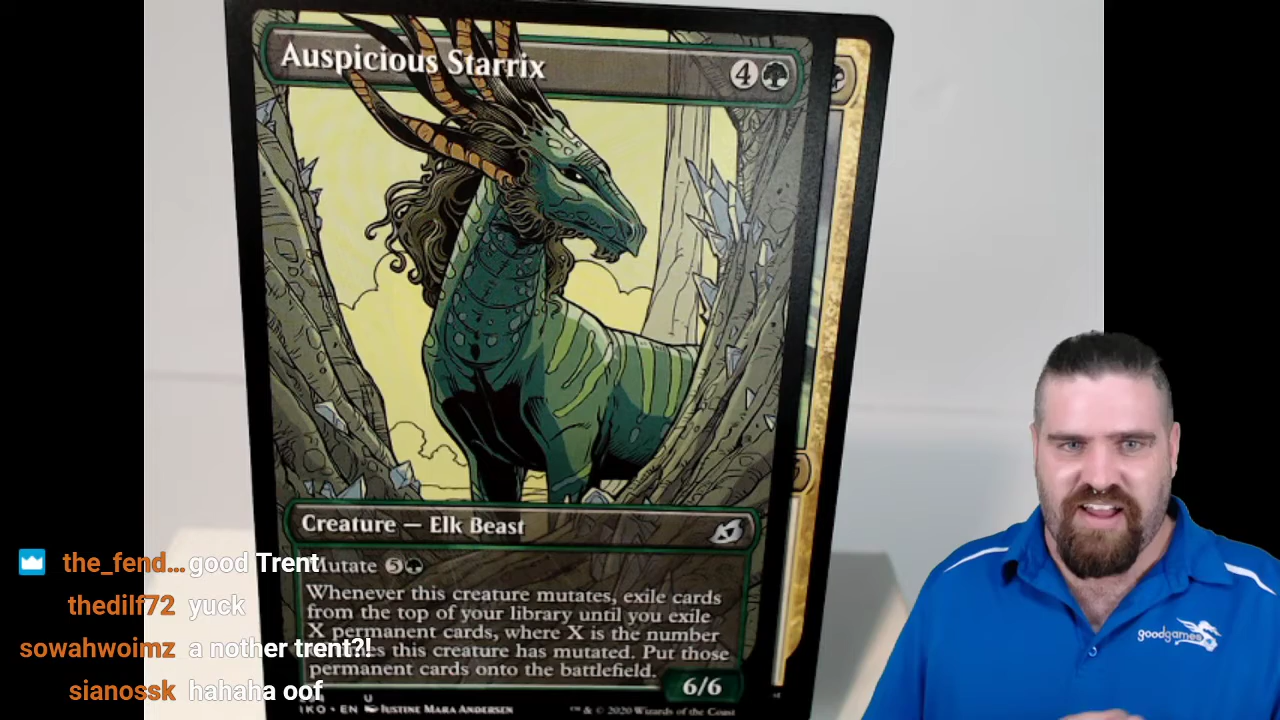 Auspicious Starrix
4
Creature — Elk Beast
Mutate 5
Whenever this creature mutates, exile cards
from the top of your library until you exile
X permanent cards, where X is the number
this creature has mutated. Put those
permanent cards onto the battlefield.
6/6
U
IKO • EN Justine Mara Andersen
™ & © 2020 Wizards of the Coast
the_fend... good Trent
thedilf72 yuck
sowahwoimz a nother trent?!
sianossk hahaha oof
goodgames